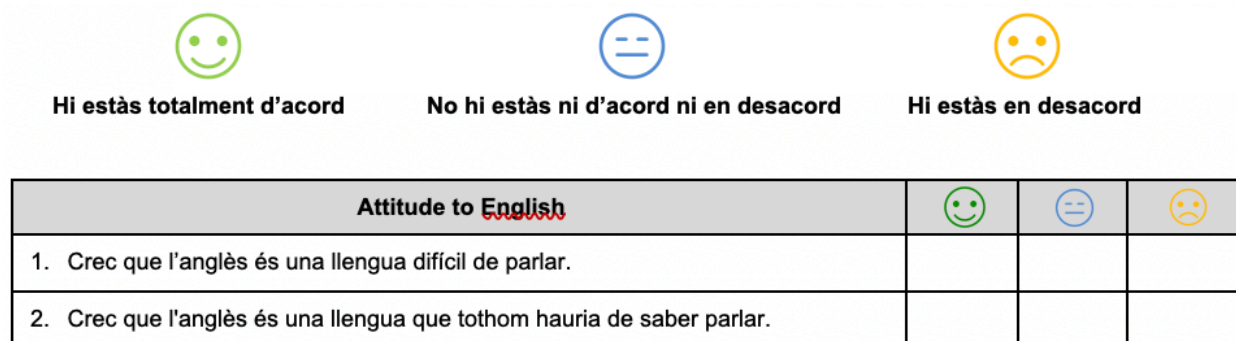 Hi estàs totalment d’acord
No hi estàs ni d’acord ni en desacord
Hi estàs en desacord
Attitude to English
1. Crec que l’anglès és una llengua difícil de parlar.
2. Crec que l'anglès és una llengua que tothom hauria de saber parlar.